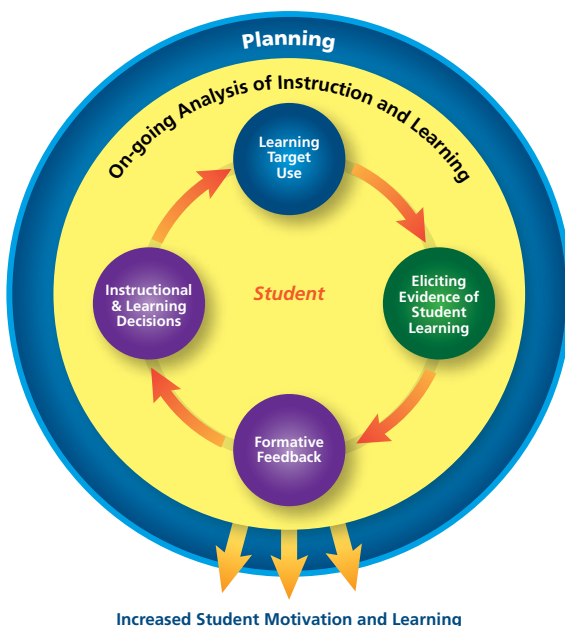 Planning
On-going Analysis of Instruction and Learning
Learning
Target
Use
Eliciting
Evidence of
Student
Learning
Student
Instructional
& Learning
Decisions
Formative
Feedback
Increased Student Motivation and Learning